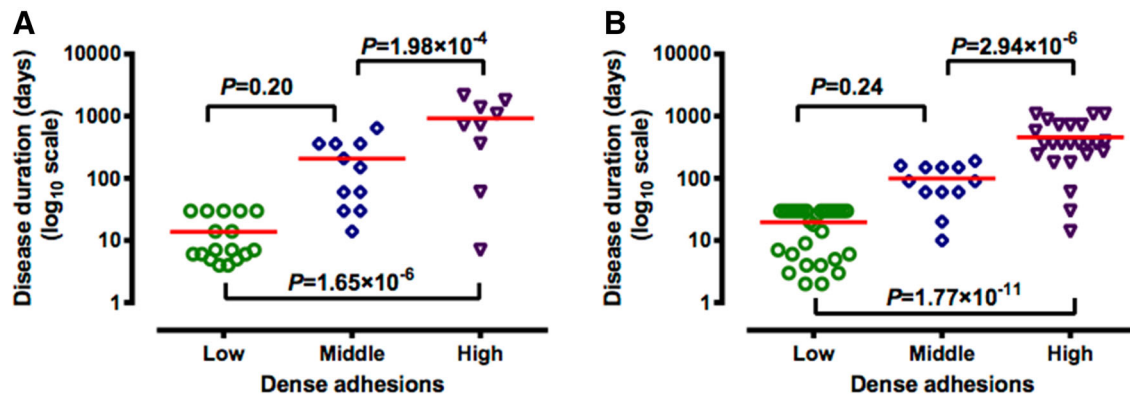 A
Disease duration (days)
(log10 scale)
10000
1000
100
10
1
P=0.20
P=1.98×10-4
P=1.65×10-6
Low Middle High
Dense adhesions
B
Disease duration (days)
(log10 scale)
10000
1000
100
10
1
P=0.24
P=2.94×10-6
P=1.77×10-11
Low Middle High
Dense adhesions